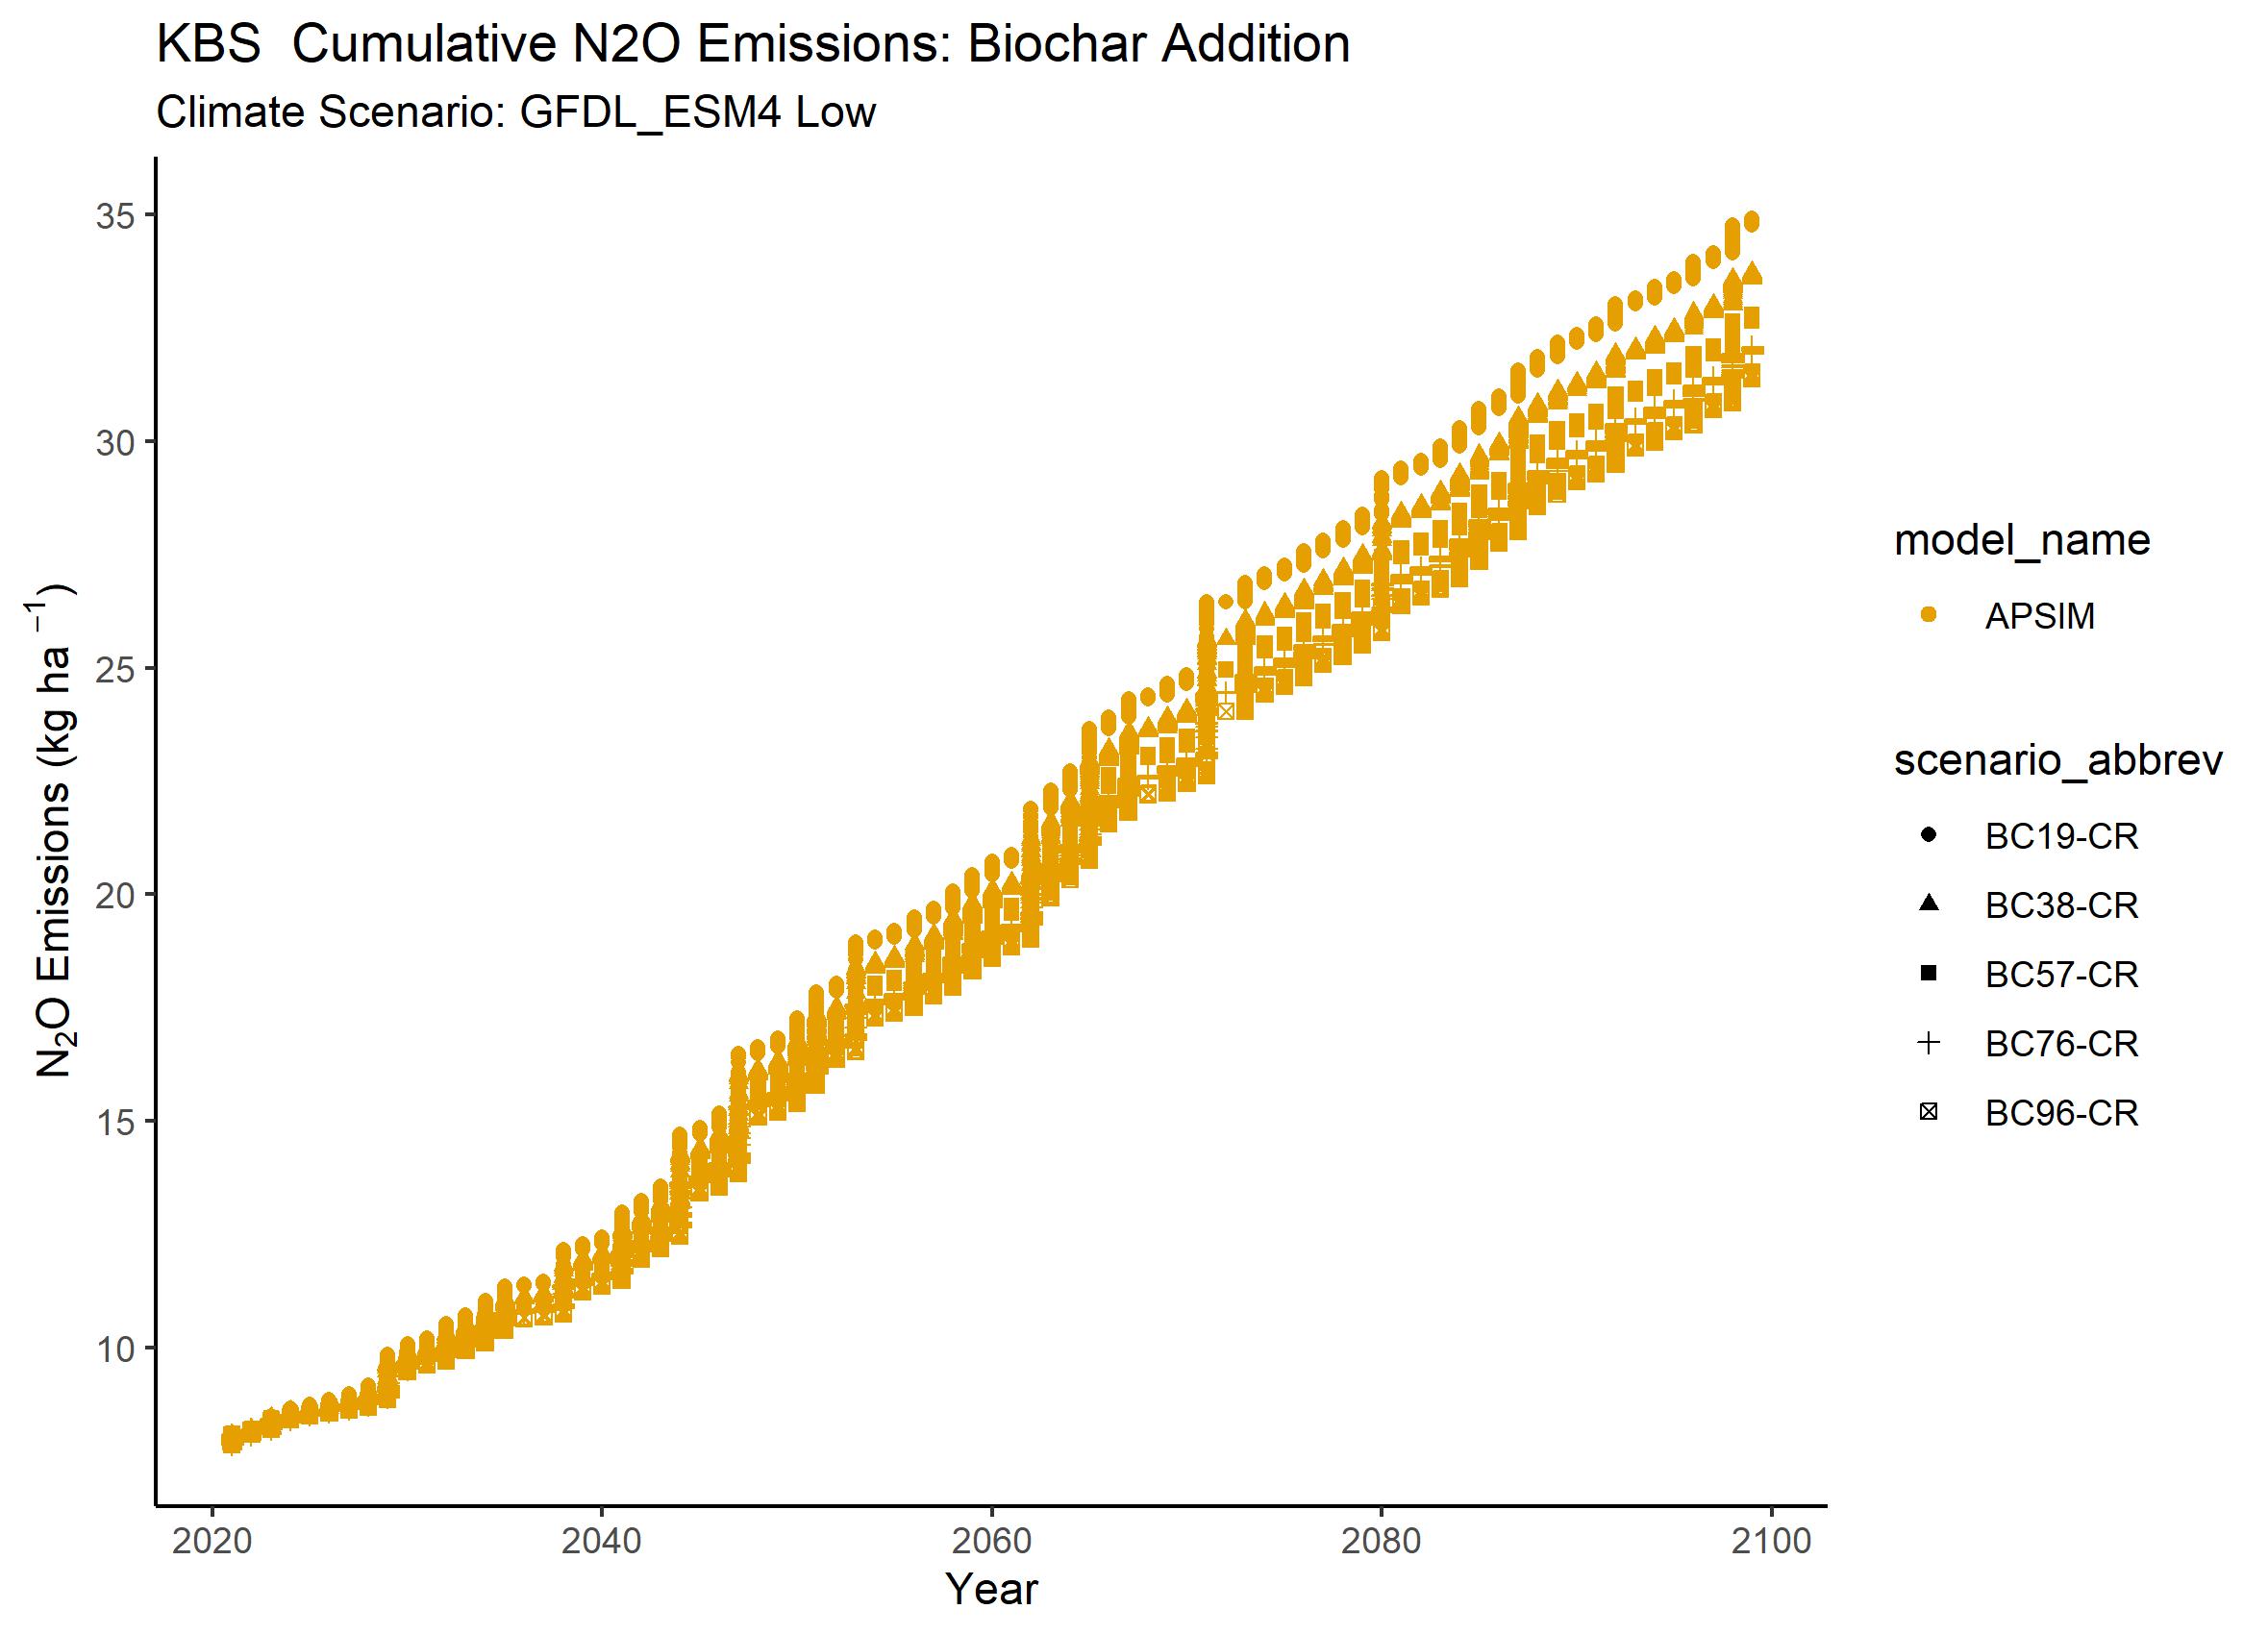 KBS  Cumulative N2O Emissions: Biochar Addition
Climate Scenario: GFDL_ESM4 Low
35
30
25
20
15
10
N₂O Emissions (kg ha ⁻¹)
2020 2040 2060 2080 2100
Year
model_name
APSIM
scenario_abbrev
BC19-CR
BC38-CR
BC57-CR
BC76-CR
BC96-CR